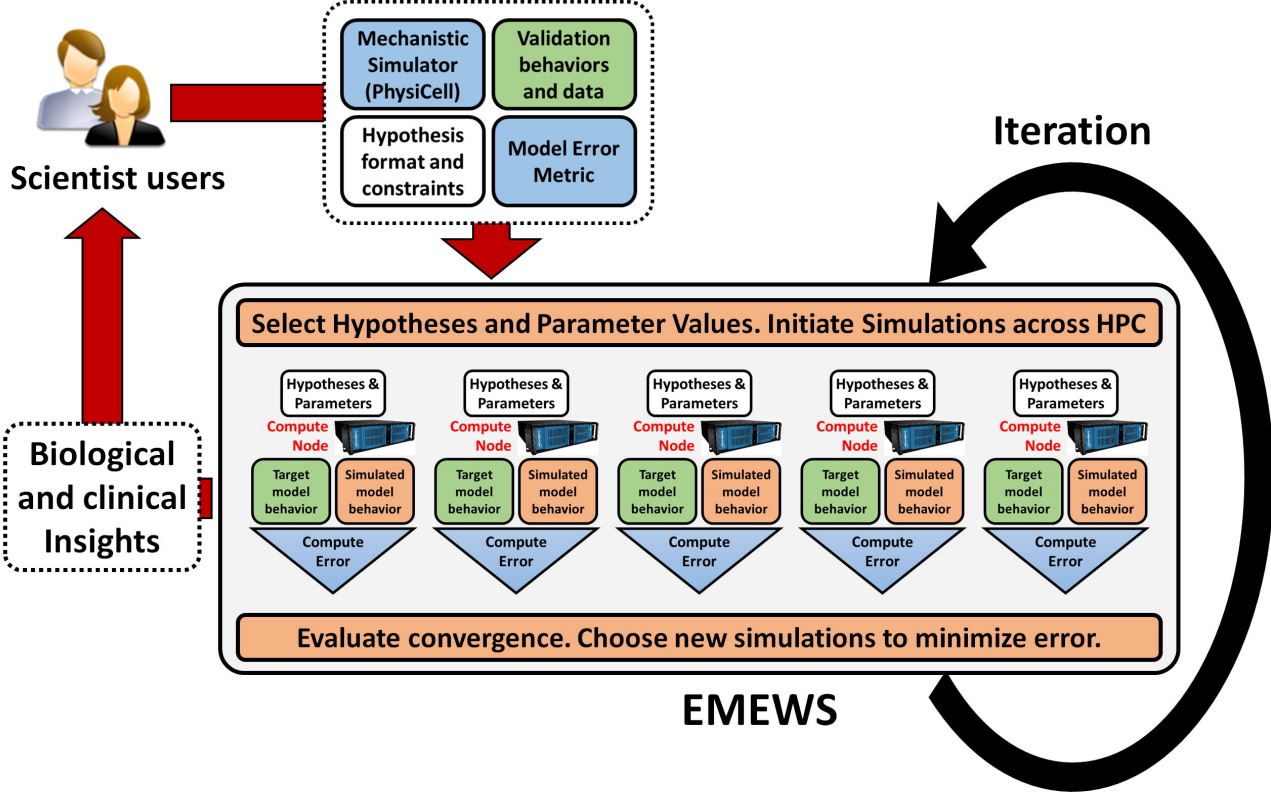 Scientist users
Mechanistic
Simulator
(PhysiCell)
Validation
behaviors
and data
Hypothesis
format and
constraints
Model Error
Metric
Iteration
Select Hypotheses and Parameter Values. Initiate Simulations across HPC
Hypotheses &
Parameters
Compute
Node
Target
model
behavior
Simulated
model
behavior
Compute
Error
Hypotheses &
Parameters
Compute
Node
Target
model
behavior
Simulated
model
behavior
Compute
Error
Hypotheses &
Parameters
Compute
Node
Target
model
behavior
Simulated
model
behavior
Compute
Error
Hypotheses &
Parameters
Compute
Node
Target
model
behavior
Simulated
model
behavior
Compute
Error
Hypotheses &
Parameters
Compute
Node
Target
model
behavior
Simulated
model
behavior
Compute
Error
Evaluate convergence. Choose new simulations to minimize error.
EMEWS
Biological
and clinical
Insights